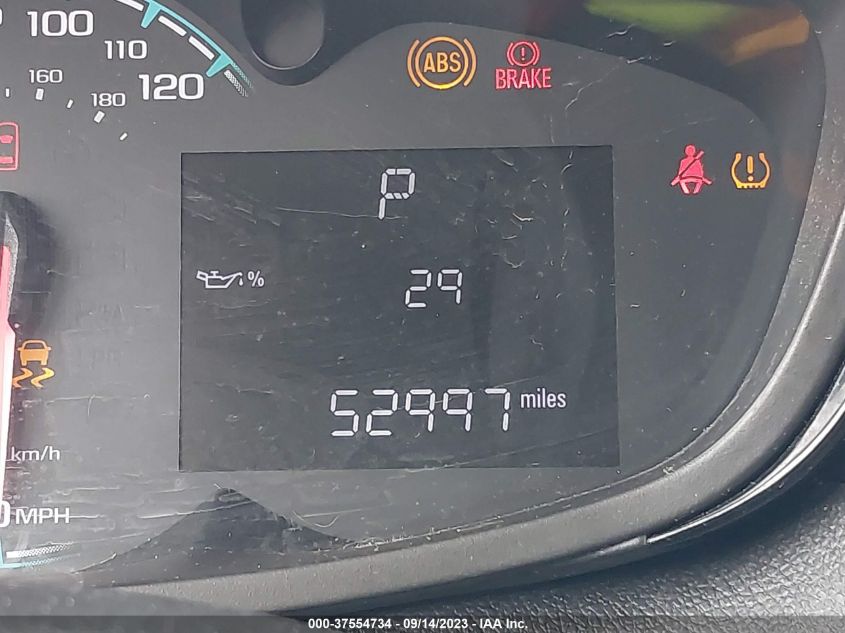 100
110
120
160
180
ABS
BRAKE
P
% 29
52997 miles
km/h
MPH
000-37554734 - 09/14/2023 - IAA Inc.